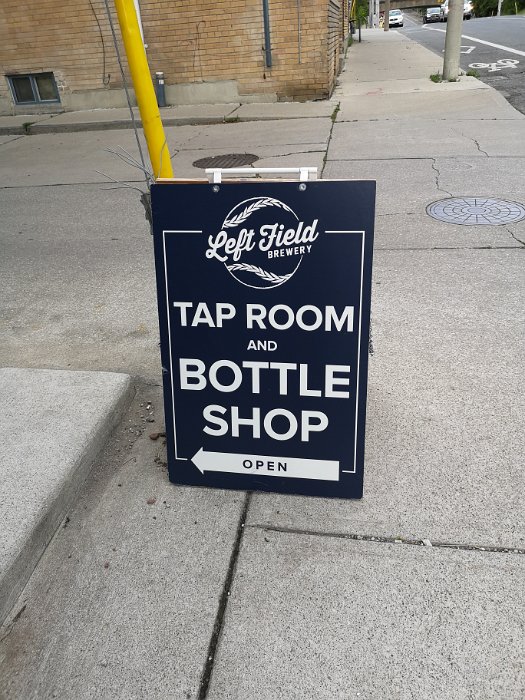 Left Field
BREWERY
TAP ROOM
AND
BOTTLE
SHOP
OPEN